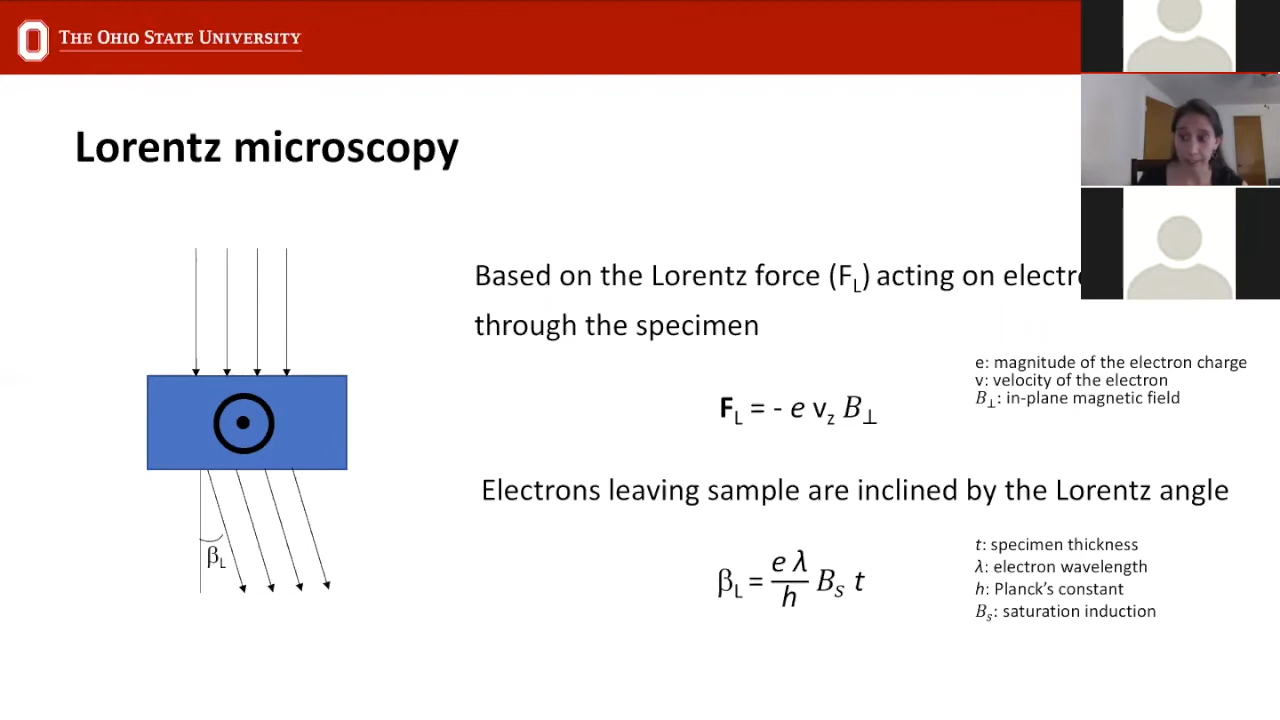 THE OHIO STATE UNIVERSITY
Lorentz microscopy
Based on the Lorentz force (F_L) acting on
through the specimen
e: magnitude of the electron charge
v: velocity of the electron
B⊥: in-plane magnetic field
F_L = - e v_z B⊥
Electrons leaving sample are inclined by the Lorentz angle
β_L
β_L = e λ / h B_S t
t: specimen thickness
λ: electron wavelength
h: Planck's constant
B_s: saturation induction